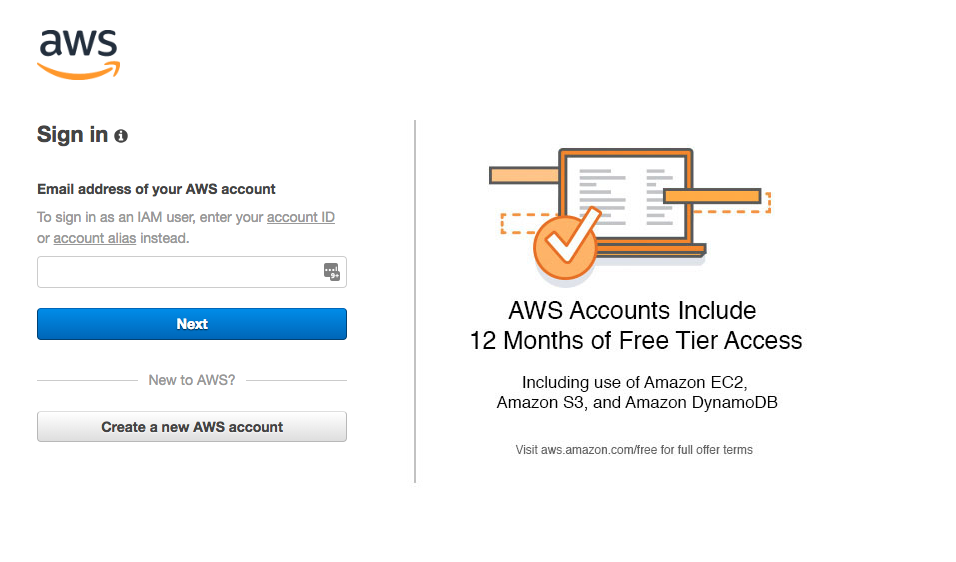 aws
Sign in
Email address of your AWS account
To sign in as an IAM user, enter your account ID
or account alias instead.
9+
Next
New to AWS?
Create a new AWS account
AWS Accounts Include
12 Months of Free Tier Access
Including use of Amazon EC2,
Amazon S3, and Amazon DynamoDB
Visit aws.amazon.com/free for full offer terms